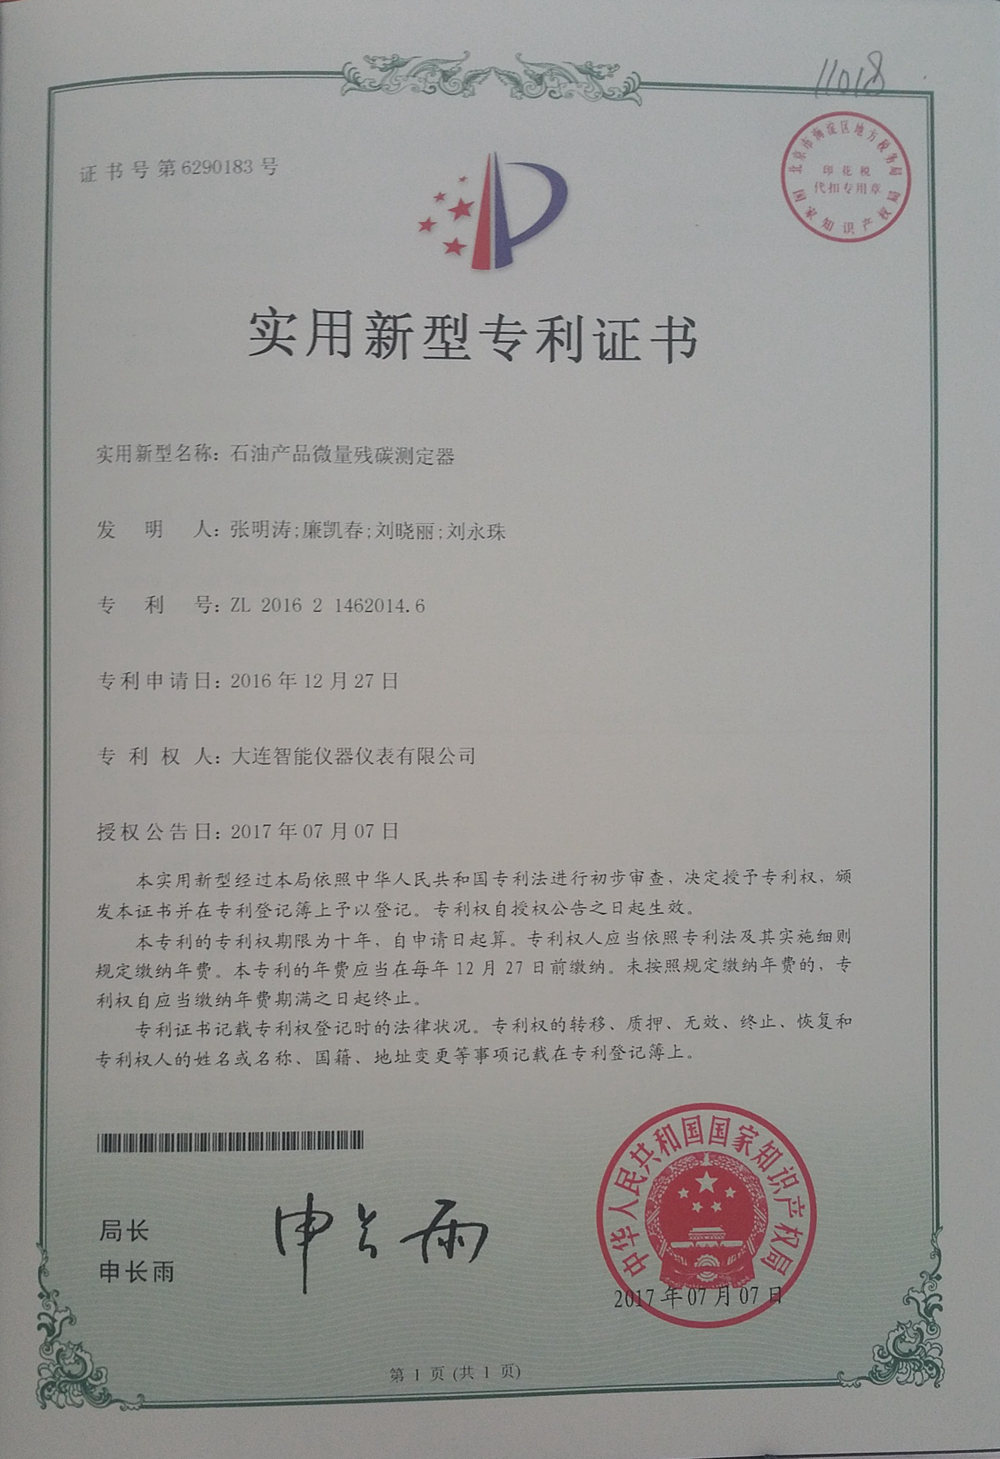 11018
证书号第6290183号
北京市海淀区地方税务局
印花税
代扣专用章
国家知识产权局
实用新型专利证书
实用新型名称：石油产品微量残碳测定器
发明人：张明涛;廉凯春;刘晓丽;刘永珠
专利号：ZL 2016 2 1462014.6
专利申请日：2016年12月27日
专利权人：大连智能仪器仪表有限公司
授权公告日：2017年07月07日
本实用新型经过本局依照中华人民共和国专利法进行初步审查，决定授予专利权，颁
发本证书并在专利登记簿上予以登记。专利权自授权公告之日起生效。
本专利的专利权期限为十年，自申请日起算。专利权人应当依照专利法及其实施细则
规定缴纳年费。本专利的年费应当在每年12月27日前缴纳。未按照规定缴纳年费的，专
利权自应当缴纳年费期满之日起终止。
专利证书记载专利权登记时的法律状况。专利权的转移、质押、无效、终止、恢复和
专利权人的姓名或名称、国籍、地址变更等事项记载在专利登记簿上。
局长
申长雨
申长雨
中华人民共和国国家知识产权局
2017年07月07日
第1页(共1页)